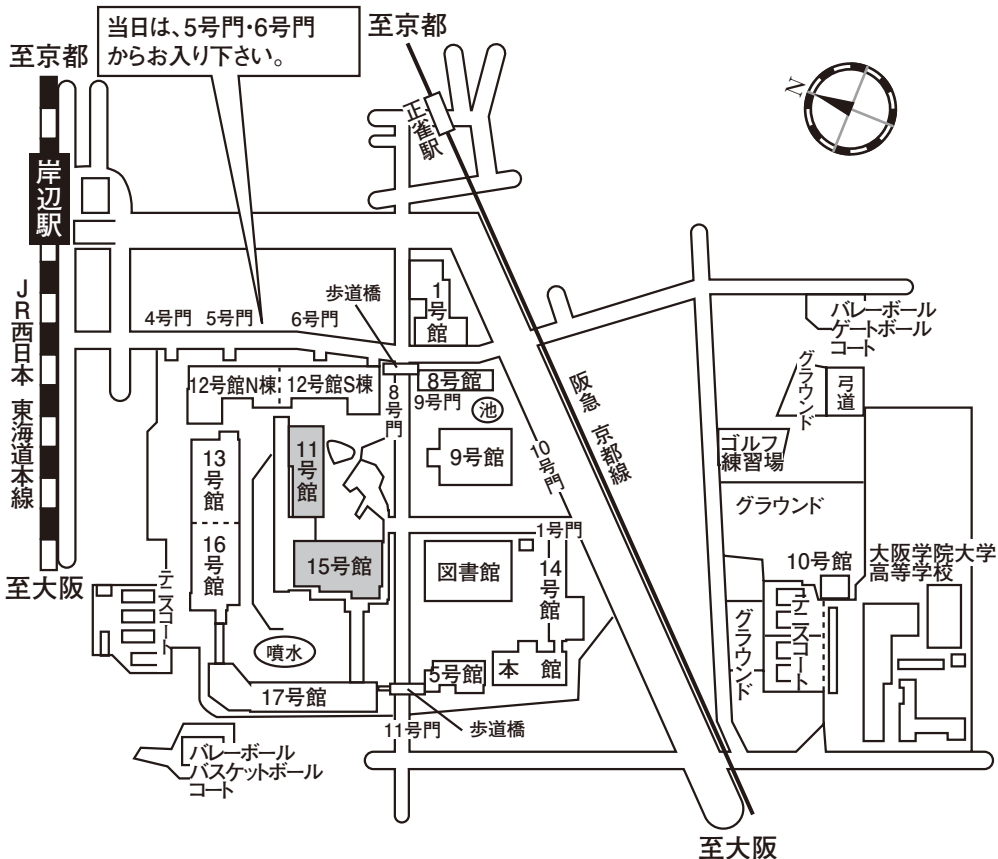 当日は、5号門・6号門
からお入り下さい。
至京都
至京都
正雀駅
N
岸辺駅
JR西日本 東海道本線
至大阪
歩道橋
1号館
4号門
5号門
6号門
バレーボール
ゲートボール
コート
12号館N棟
12号館S棟
8号門
8号館
9号門
池
阪急 京都線
グラウンド
弓道
13号館
11号館
9号館
10号門
ゴルフ
練習場
グラウンド
16号館
15号館
図書館
1号門
14号館
10号館
大阪学院大学
高等学校
テニスコート
グラウンド
テニスコート
噴水
5号館
本 館
17号館
11号門
歩道橋
バレーボール
バスケットボール
コート
至大阪